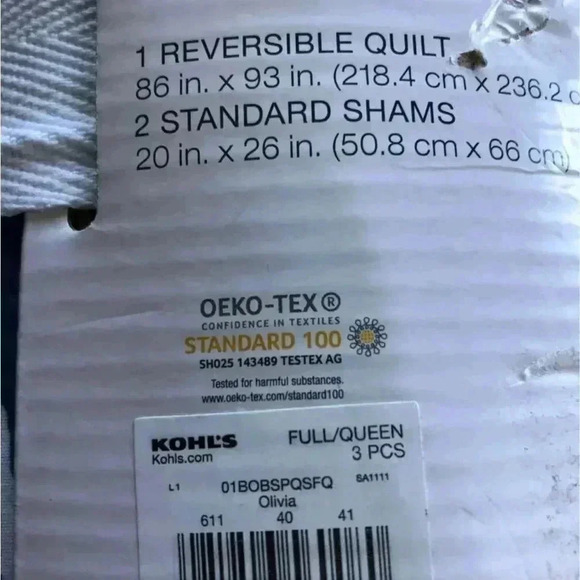 1 REVERSIBLE QUILT
86 in. x 93 in. (218.4 cm x 236.2 c
2 STANDARD SHAMS
20 in. x 26 in. (50.8 cm x 66 cm)
OEKO-TEX®
CONFIDENCE IN TEXTILES
STANDARD 100
SH025 143489 TESTEX AG
Tested for harmful substances.
www.oeko-tex.com/standard100
KOHL'S FULL/QUEEN
Kohls.com 3 PCS
L1 01BOBSPQSFQ SA1111
Olivia
611 40 41